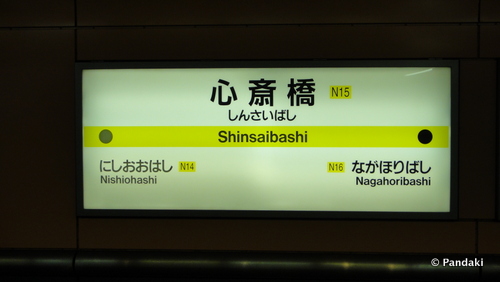 心斎橋 N15
しんさいばし
Shinsaibashi
にしおおはし N14
Nishiohashi
N16 ながほりばし
Nagahoribashi
© Pandaki